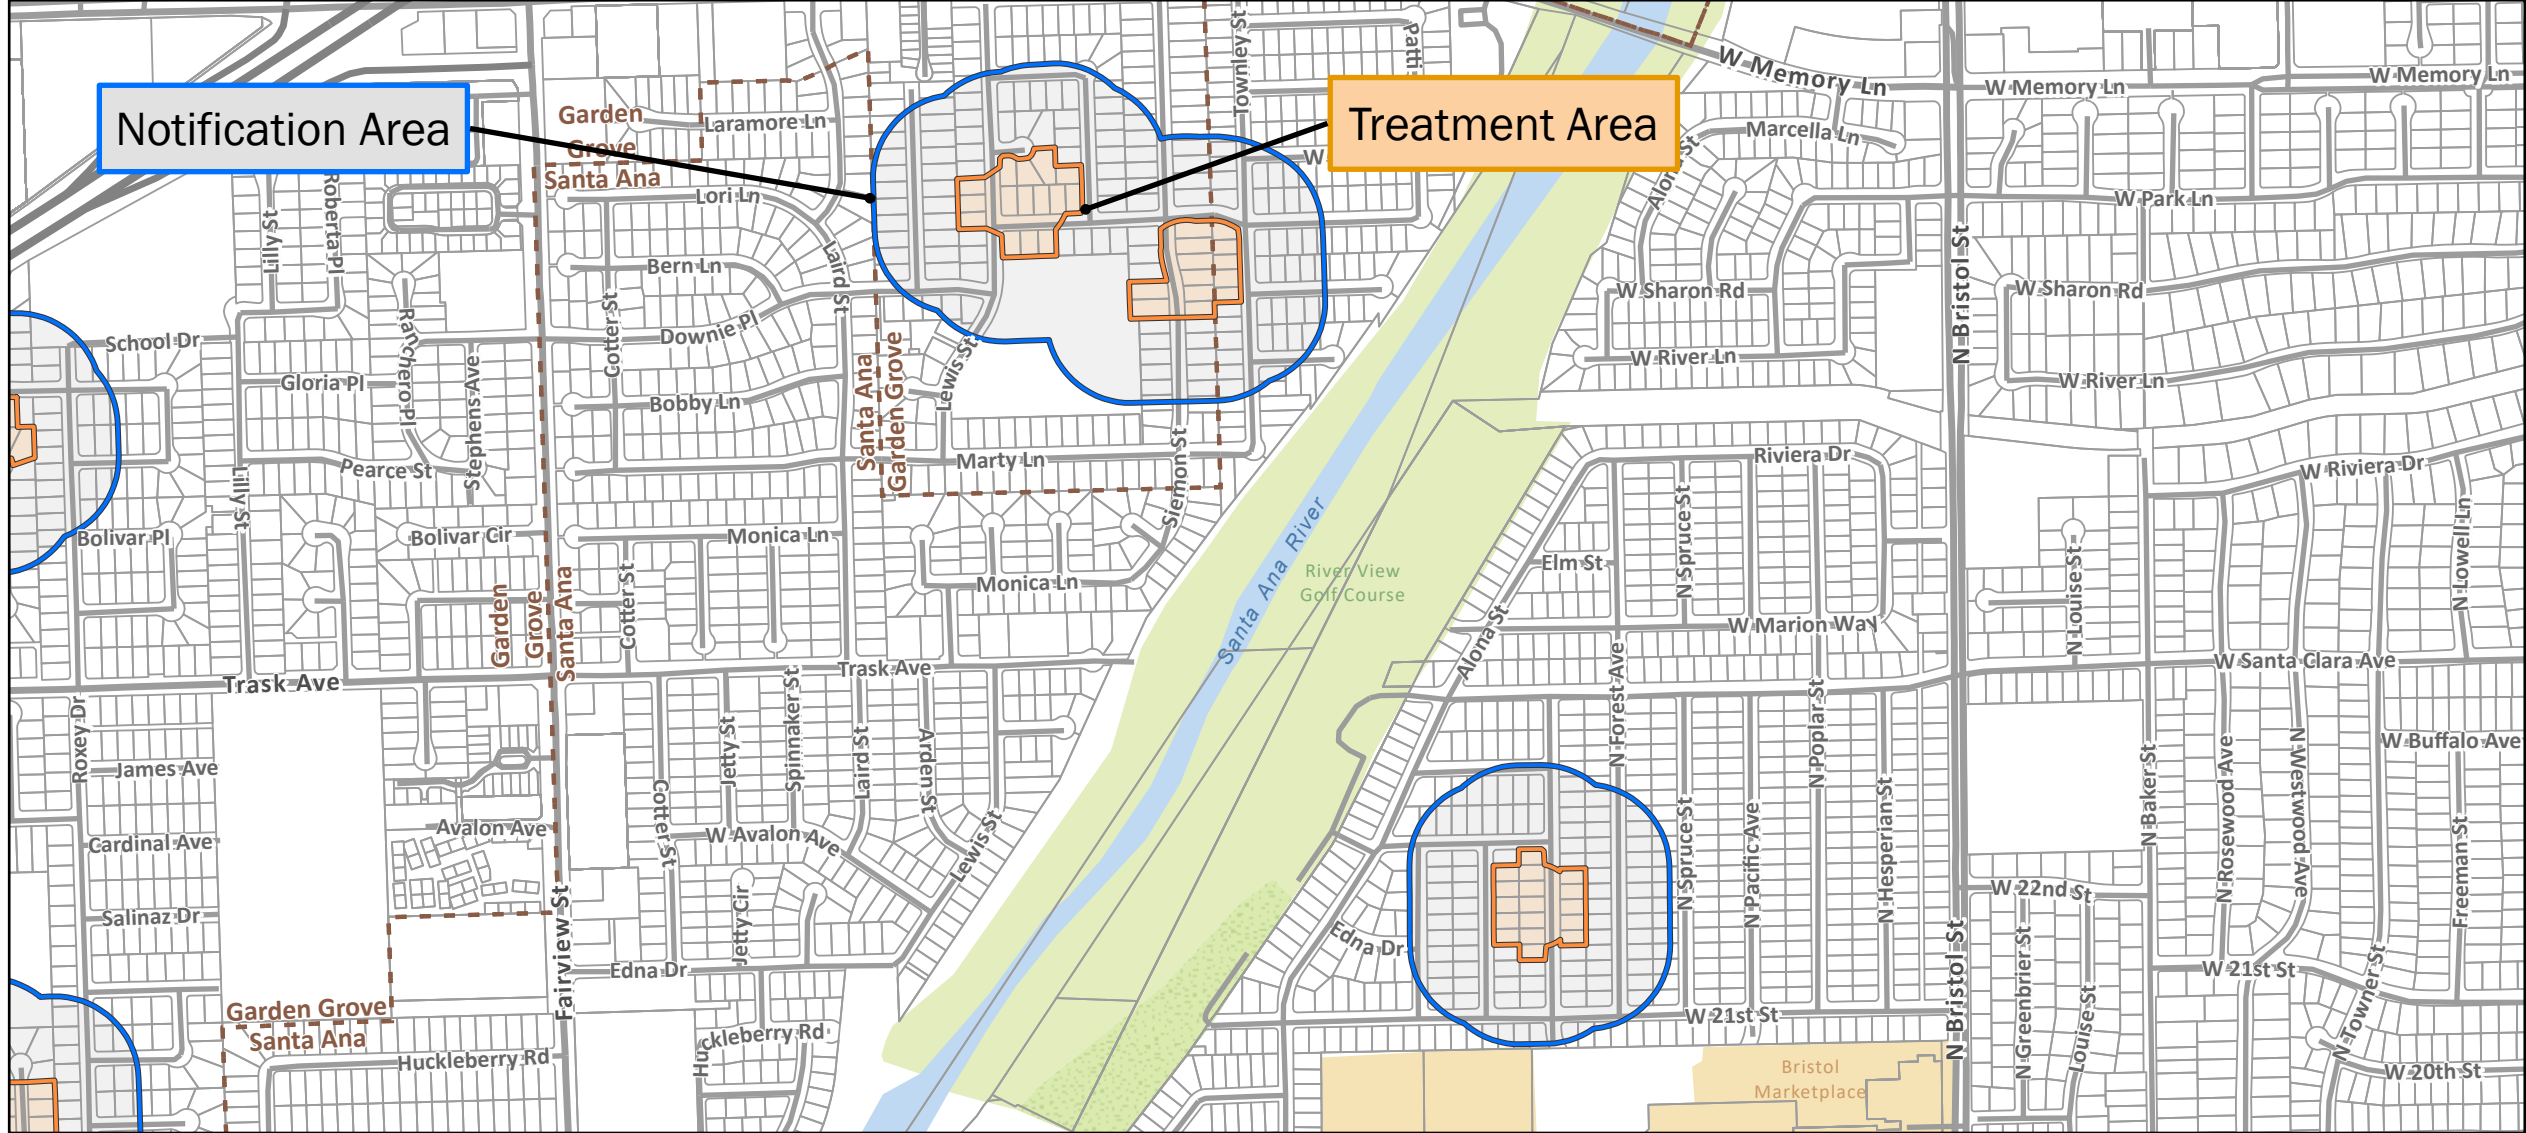 Notification Area
Treatment Area
W Memory Ln
W Memory Ln
W Memory Ln
Townley St
Patti
Garden
Grove
Santa Ana
Laramore Ln
Marcella Ln
Alona St
W
Lori Ln
W Park Ln
Lilly St
Roberta Pl
Laird St
Bern Ln
Cotter St
N Bristol St
W Sharon Rd
W Sharon Rd
School Dr
Ranchero Pl
Downie Pl
Stephens Ave
Gloria Pl
Santa Ana
Garden Grove
Lewis St
W River Ln
W River Ln
Bobby Ln
Pearce St
Marty Ln
Siemon St
Riviera Dr
W Riviera Dr
Lilly St
Bolivar Pl
Bolivar Cir
Monica Ln
Monica Ln
Santa Ana River
River View
Golf Course
Elm St
N Spruce St
N Louise St
N Lowell Ln
Garden
Grove
Santa Ana
Cotter St
Alona St
W Marion Way
Trask Ave
Trask Ave
N Forest Ave
N Poplar St
W Santa Clara Ave
Roxey Dr
James Ave
Jetty St
Spinnaker St
Laird St
Arden St
W Buffalo Ave
N Baker St
N Rosewood Ave
N Westwood Ave
Cotter St
Avalon Ave
W Avalon Ave
Lewis St
Cardinal Ave
N Spruce St
N Pacific Ave
N Hesperian St
Freeman St
W 22nd St
Salinaz Dr
Fairview St
Jetty Cir
Edna Dr
Edna Dr
N Bristol St
N Greenbrier St
Louise St
W 21st St
W 21st St
N Towner St
Garden Grove
Santa Ana
Huckleberry Rd
Huckleberry Rd
Bristol
Marketplace
W 20th St